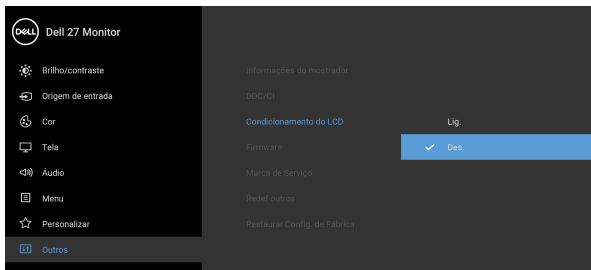 DELL Dell 27 Monitor
Brilho/contraste
Origem de entrada
Cor
Tela
Áudio
Menu
Personalizar
Outros
Informações do mostrador
DDC/CI
Condicionamento do LCD
Firmware
Marca de Serviço
Redef outros
Restaurar Config. de Fábrica
Lig.
Des.